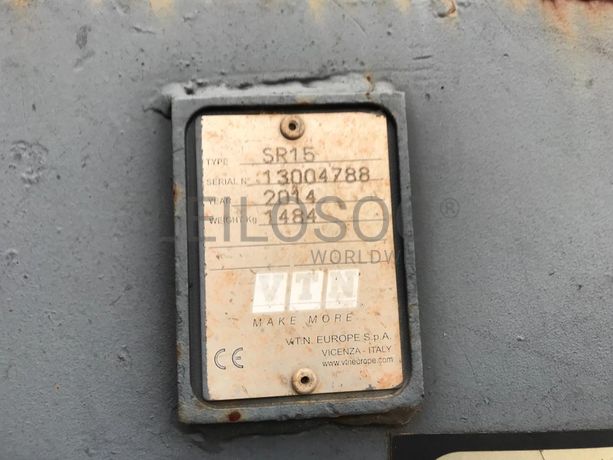 TYPE SR15
SERIAL N° 13004788
YEAR 2014
WEIGHT Kg 1484
EILOSO ®
WORLDW
VTN
MAKE MORE
V.T.N. EUROPE S.p.A.
VICENZA - ITALY
www.vtneurope.com
CE